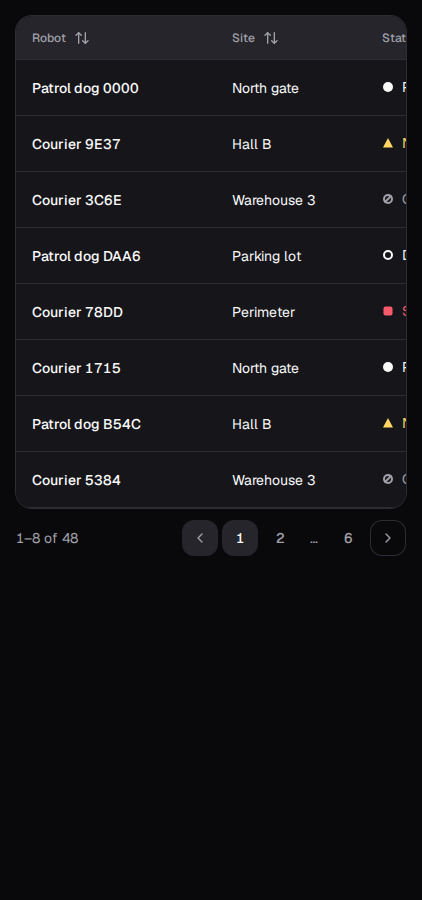 Robot Site
Patrol dog 0000 North gate
Courier 9E37 Hall B
Courier 3C6E Warehouse 3
Patrol dog DAA6 Parking lot
Courier 78DD Perimeter
Courier 1715 North gate
Patrol dog B54C Hall B
Courier 5384 Warehouse 3
1–8 of 48 1 2 … 6